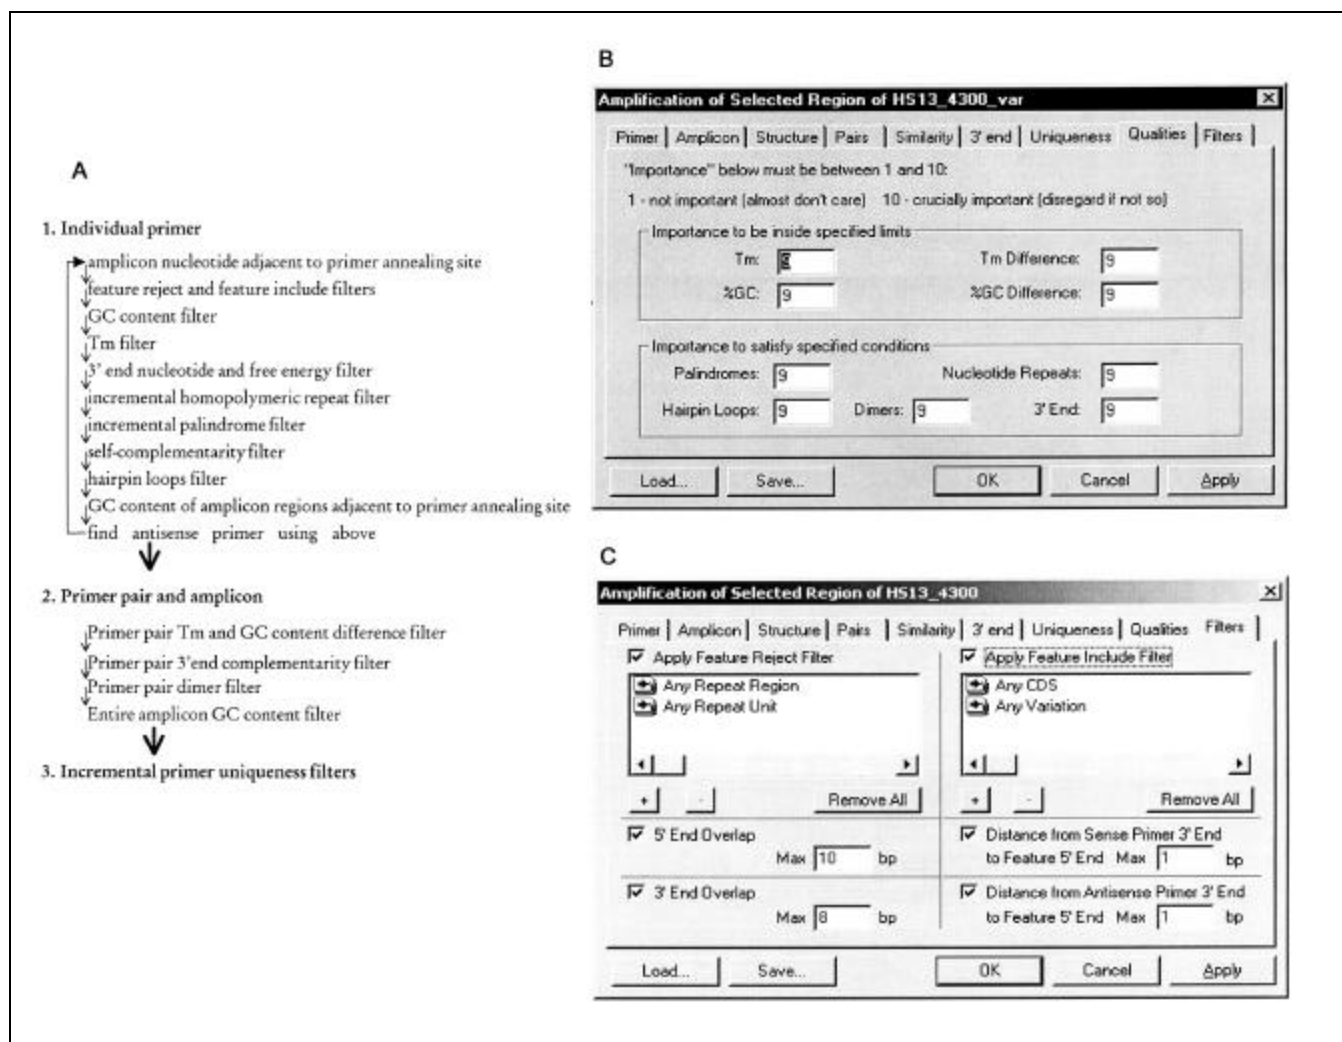 A
1. Individual primer
amplicon nucleotide adjacent to primer annealing site
feature reject and feature include filters
GC content filter
Tm filter
3' end nucleotide and free energy filter
incremental homopolymeric repeat filter
incremental palindrome filter
self-complementarity filter
hairpin loops filter
GC content of amplicon regions adjacent to primer annealing site
find antisense primer using above
2. Primer pair and amplicon
Primer pair Tm and GC content difference filter
Primer pair 3'end complementarity filter
Primer pair dimer filter
Entire amplicon GC content filter
3. Incremental primer uniqueness filters
B
Amplification of Selected Region of HS13_4300_var
Primer Amplicon Structure Pairs Similarity 3' end Uniqueness Qualities Filters
"Importance" below must be between 1 and 10:
1 - not important (almost don't care) 10 - crucially important (disregard if not so)
Importance to be inside specified limits
Tm: Tm Difference: 9
%GC: 9 %GC Difference: 9
Importance to satisfy specified conditions
Palindromes: 9 Nucleotide Repeats: 9
Hairpin Loops: 9 Dimers: 9 3' End: 9
Load... Save... OK Cancel Apply
C
Amplification of Selected Region of HS13_4300
Primer Amplicon Structure Pairs Similarity 3' end Uniqueness Qualities Filters
Apply Feature Reject Filter Apply Feature Include Filter
Any Repeat Region Any CDS
Any Repeat Unit Any Variation
+ - Remove All + - Remove All
5' End Overlap Distance from Sense Primer 3' End
Max 10 bp to Feature 5' End Max 1 bp
3' End Overlap Distance from Antisense Primer 3' End
Max 8 bp to Feature 5' End Max 1 bp
Load... Save... OK Cancel Apply